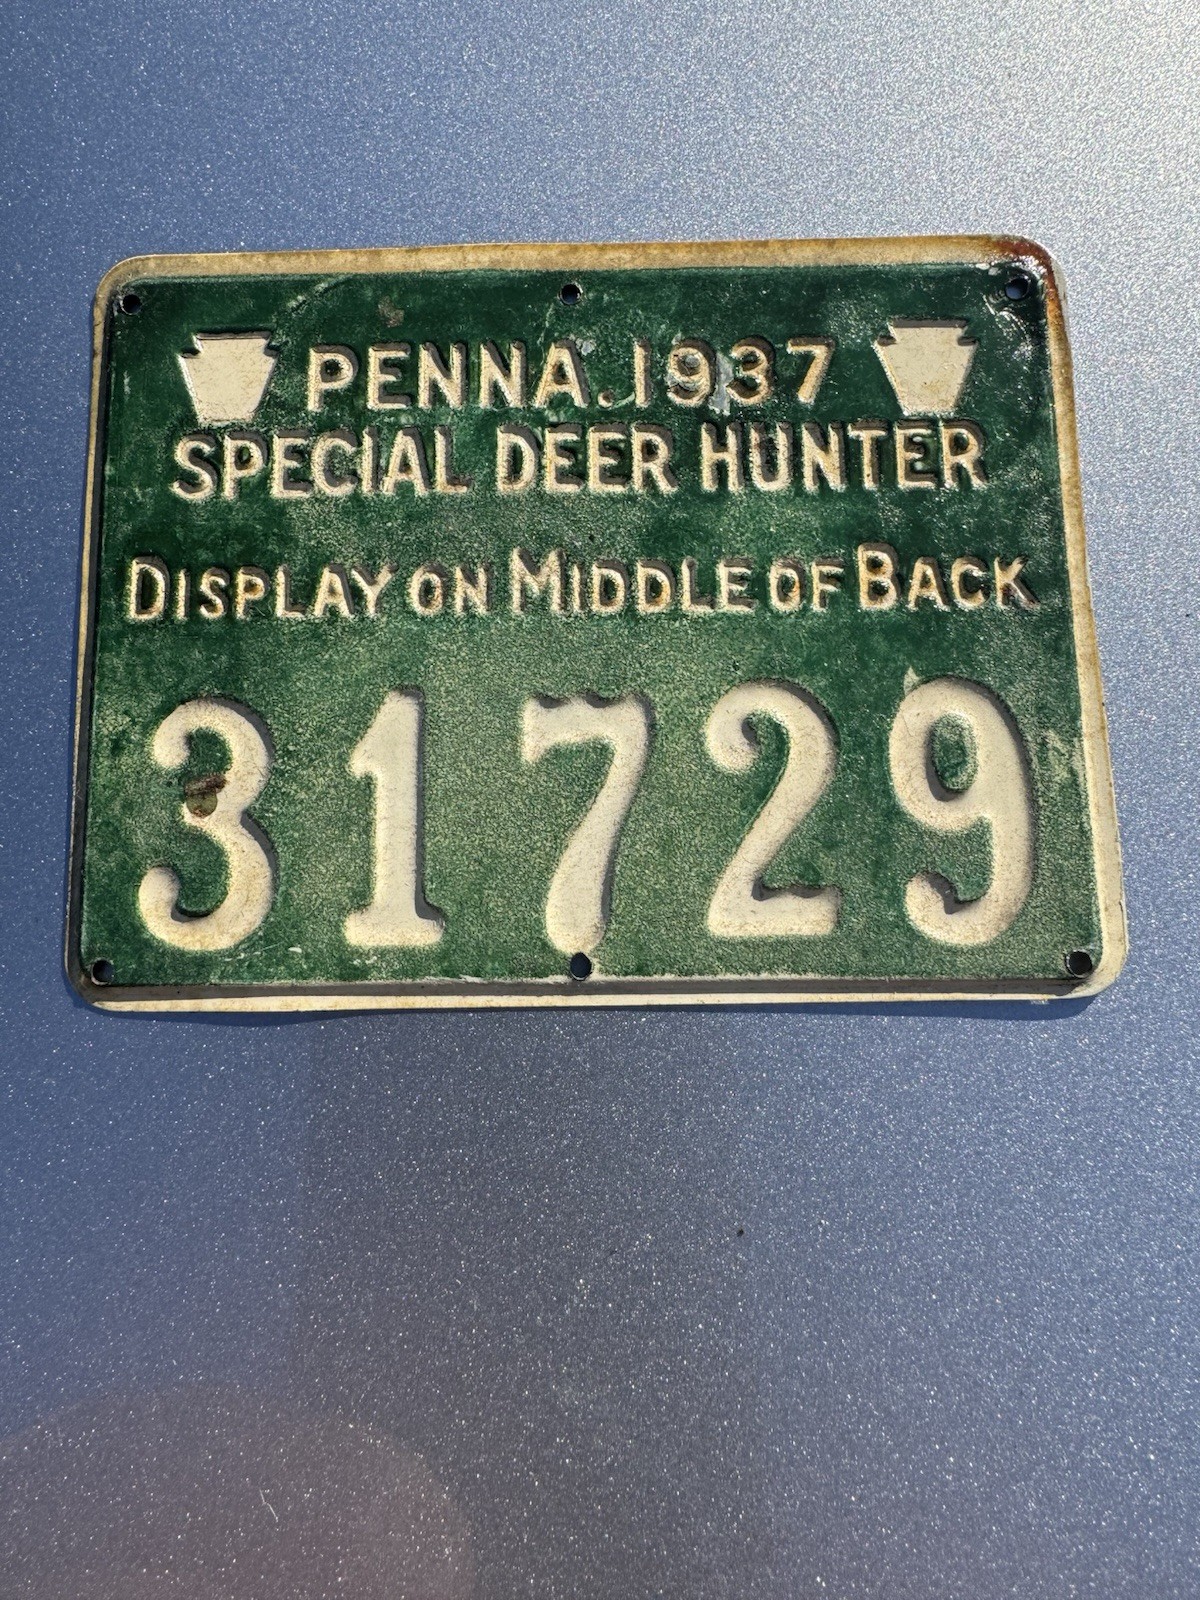 PENNA. 1937
SPECIAL DEER HUNTER
DISPLAY ON MIDDLE OF BACK
31729